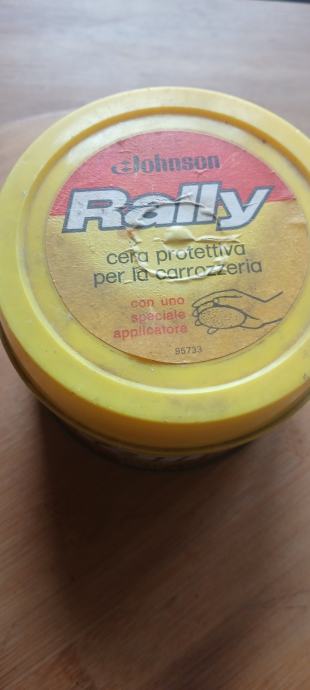 Johnson
Rally
cera protettiva
per la carrozzeria
con uno
speciale
applicatore
95733